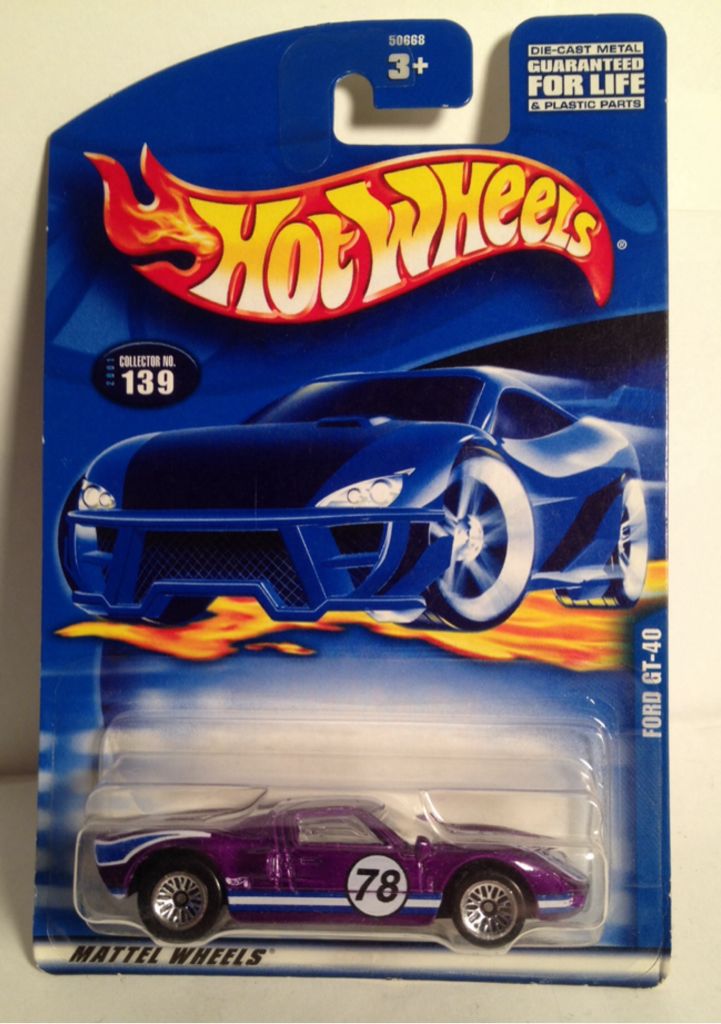 50668
3+
DIE-CAST METAL
GUARANTEED
FOR LIFE
& PLASTIC PARTS
HOT WHEELS®
2001
COLLECTOR NO.
139
FORD GT-40
78
MATTEL WHEELS®